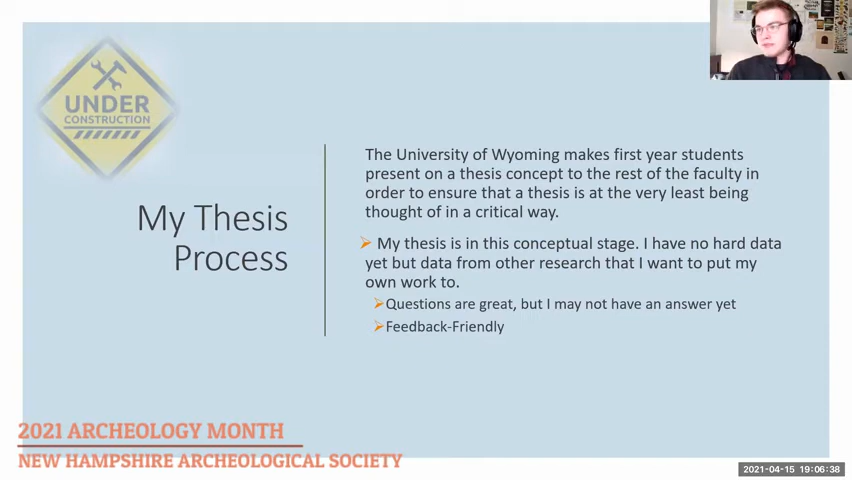 UNDER
CONSTRUCTION
My Thesis
Process
The University of Wyoming makes first year students
present on a thesis concept to the rest of the faculty in
order to ensure that a thesis is at the very least being
thought of in a critical way.
My thesis is in this conceptual stage. I have no hard data
yet but data from other research that I want to put my
own work to.
Questions are great, but I may not have an answer yet
Feedback-Friendly
2021 ARCHEOLOGY MONTH
NEW HAMPSHIRE ARCHEOLOGICAL SOCIETY
2021-04-15 19:06:38